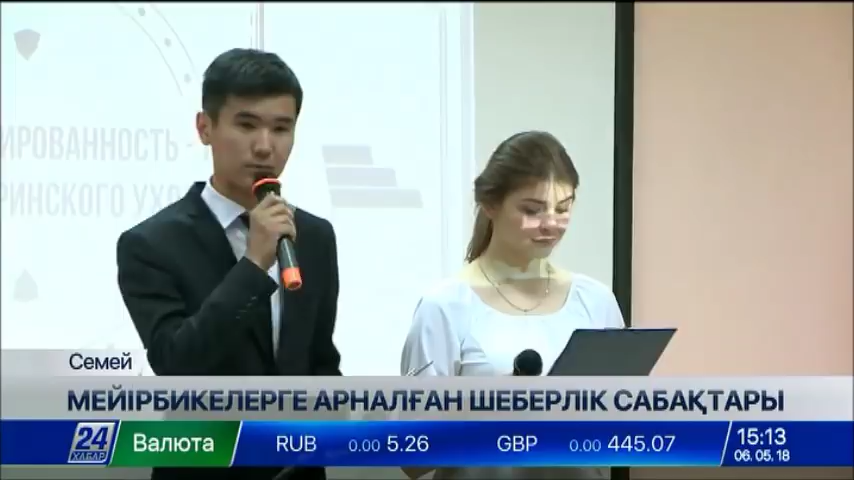 ИРОВАННОСТЬ -
РИНСКОГО УХО
Семей
МЕЙІРБИКЕЛЕРГЕ АРНАЛҒАН ШЕБЕРЛІК САБАҚТАРЫ
24 Валюта RUB 0.00 5.26 GBP 0.00 445.07 15:13
ХАБАР 06.05.18